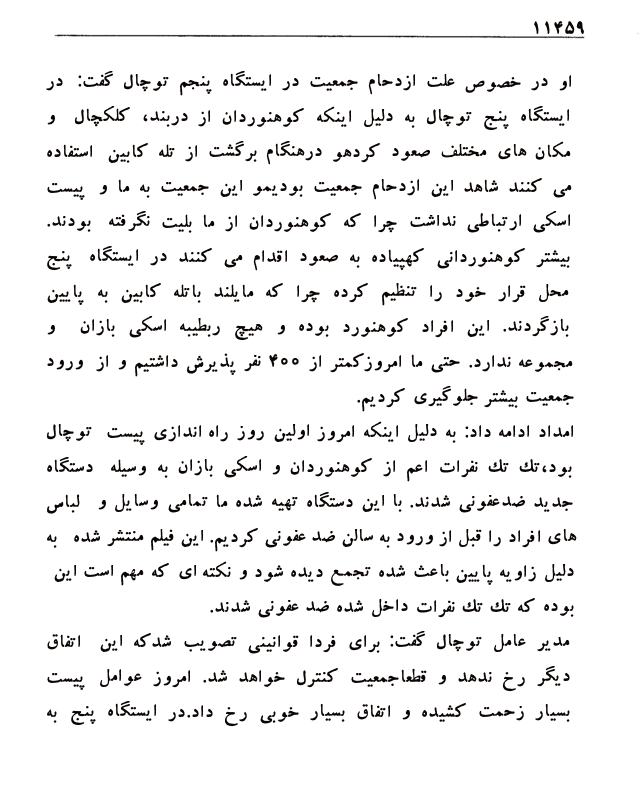 ۱۱۴۵۹
او در خصوص علت ازدحام جمعیت در ایستگاه پنجم توچال گفت: در
ایستگاه پنج توچال به دلیل اینکه کوهنوردان از دربند، کلکچال و
مکان های مختلف صعود کردهو درهنگام برگشت از تله کابین استفاده
می کنند شاهد این ازدحام جمعیت بودیمو این جمعیت به ما و پیست
اسکی ارتباطی نداشت چرا که کوهنوردان از ما بلیت نگرفته بودند.
بیشتر کوهنوردانی کهپیاده به صعود اقدام می کنند در ایستگاه پنج
محل قرار خود را تنظیم کرده چرا که مایلند باتله کابین به پایین
بازگردند. این افراد کوهنورد بوده و هیچ ربطیبه اسکی بازان و
مجموعه ندارد. حتی ما امروزکمتر از ۴۰۰ نفر پذیرش داشتیم و از ورود
جمعیت بیشتر جلوگیری کردیم.
امداد ادامه داد: به دلیل اینکه امروز اولین روز راه اندازی پیست توچال
بود،تك تك نفرات اعم از کوهنوردان و اسکی بازان به وسیله دستگاه
جدید ضدعفونی شدند. با این دستگاه تهیه شده ما تمامی وسایل و لباس
های افراد را قبل از ورود به سالن ضد عفونی کردیم. این فیلم منتشر شده به
دلیل زاویه پایین باعث شده تجمع دیده شود و نکته ای که مهم است این
بوده که تك تك نفرات داخل شده ضد عفونی شدند.
مدیر عامل توچال گفت: برای فردا قوانینی تصویب شدکه این اتفاق
دیگر رخ ندهد و قطعاجمعیت کنترل خواهد شد. امروز عوامل پیست
بسیار زحمت کشیده و اتفاق بسیار خوبی رخ داد.در ایستگاه پنج به